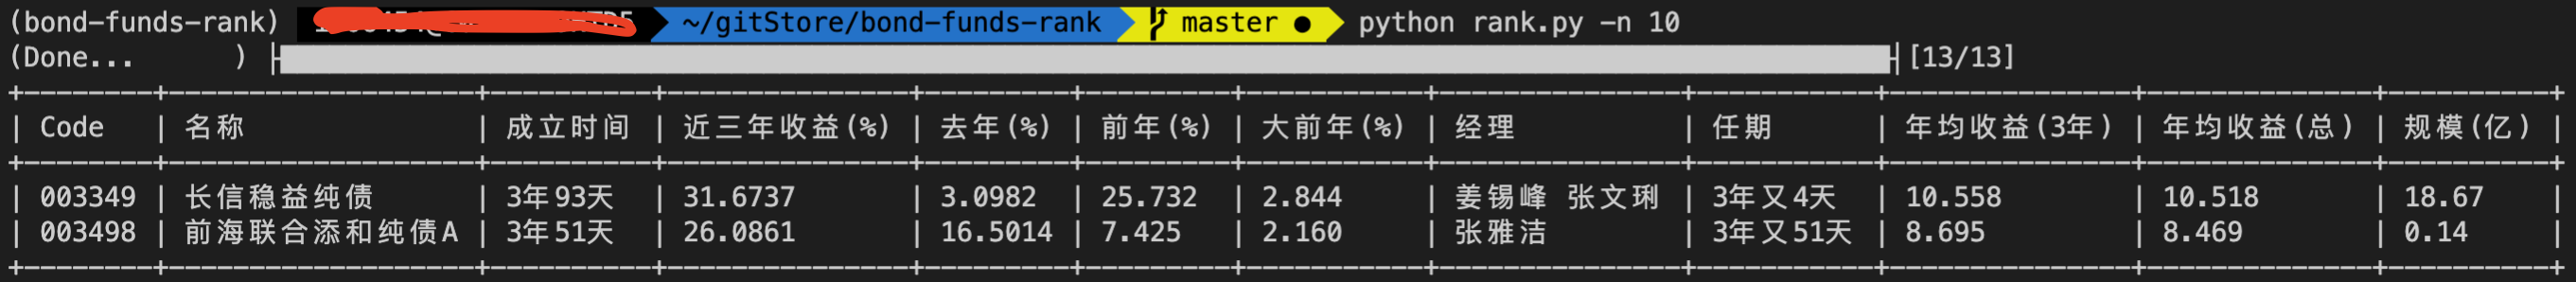 (bond-funds-rank) ~/gitStore/bond-funds-rank master ● python rank.py -n 10
(Done... ) [13/13]
| Code | 名称 | 成立时间 | 近三年收益(%) | 去年(%) | 前年(%) | 大前年(%) | 经理 | 任期 | 年均收益(3年) | 年均收益(总) | 规模(亿) |
| 003349 | 长信稳益纯债 | 3年93天 | 31.6737 | 3.0982 | 25.732 | 2.844 | 姜锡峰 张文琍 | 3年又4天 | 10.558 | 10.518 | 18.67 |
| 003498 | 前海联合添和纯债A | 3年51天 | 26.0861 | 16.5014 | 7.425 | 2.160 | 张雅洁 | 3年又51天 | 8.695 | 8.469 | 0.14 |